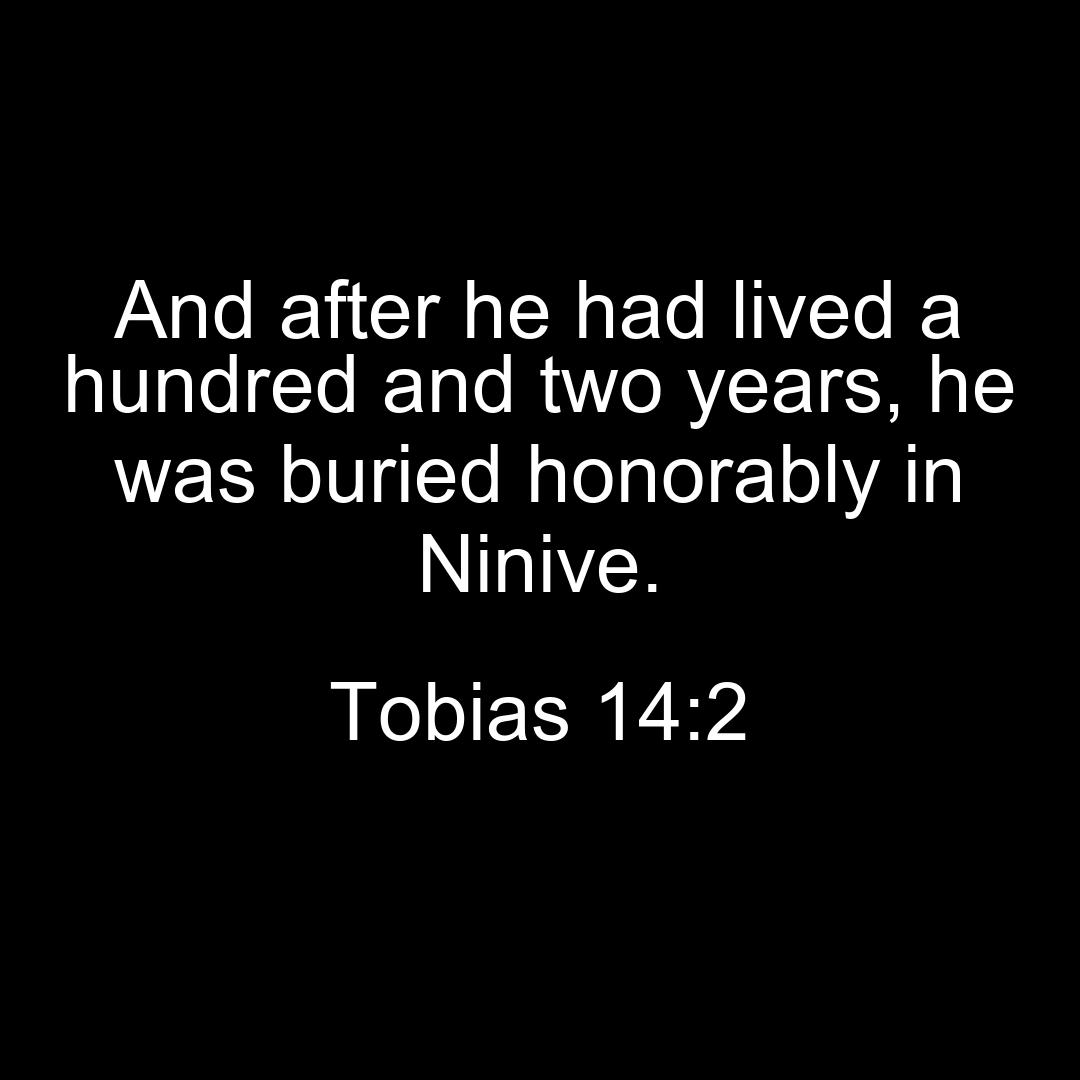 And after he had lived a
hundred and two years, he
was buried honorably in
Ninive.
Tobias 14:2